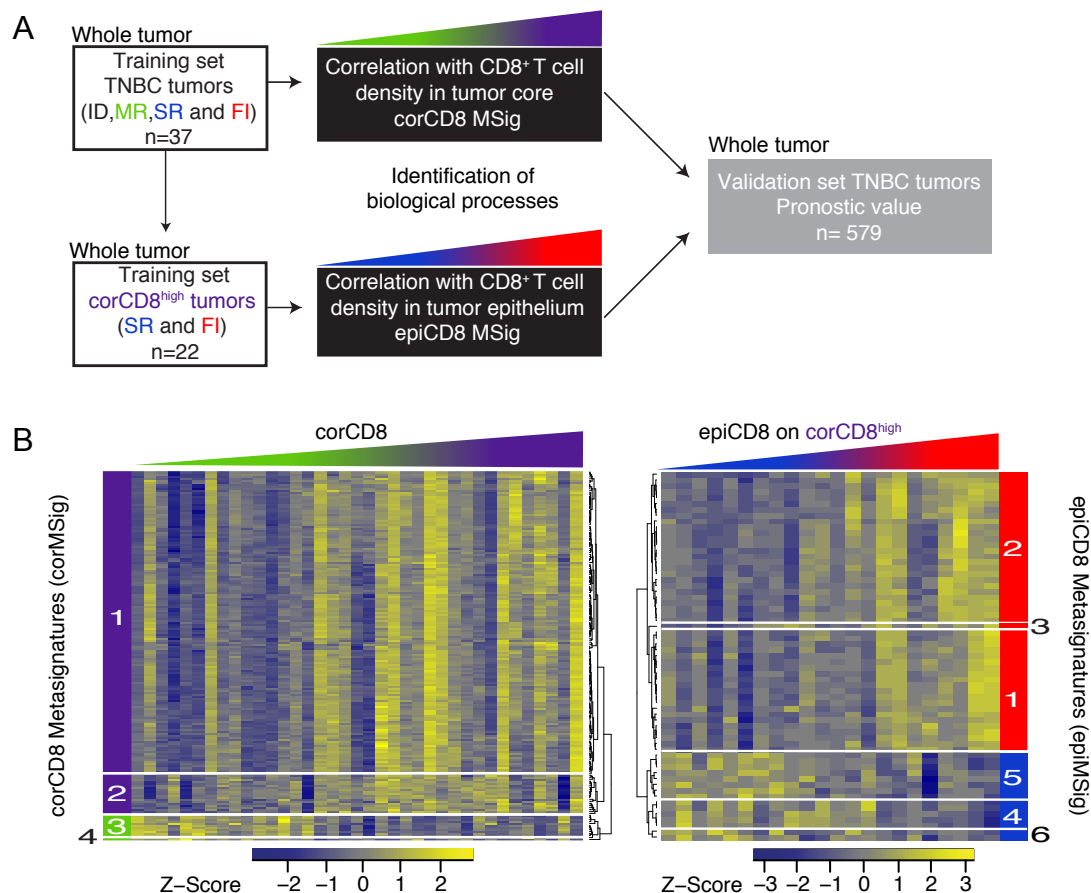 A
Whole tumor
Training set
TNBC tumors
(ID,MR,SR and FI)
n=37
Correlation with CD8+ T cell
density in tumor core
corCD8 MSig
Identification of
biological processes
Whole tumor
Validation set TNBC tumors
Pronostic value
n= 579
Whole tumor
Training set
corCD8high tumors
(SR and FI)
n=22
Correlation with CD8+ T cell
density in tumor epithelium
epiCD8 MSig
B
corCD8
corCD8 Metasignatures (corMSig)
1
2
3
4
Z-Score
-2 -1 0 1 2
epiCD8 on corCD8high
epiCD8 Metasignatures (epiMSig)
2
3
1
5
4
6
Z-Score
-3 -2 -1 0 1 2 3